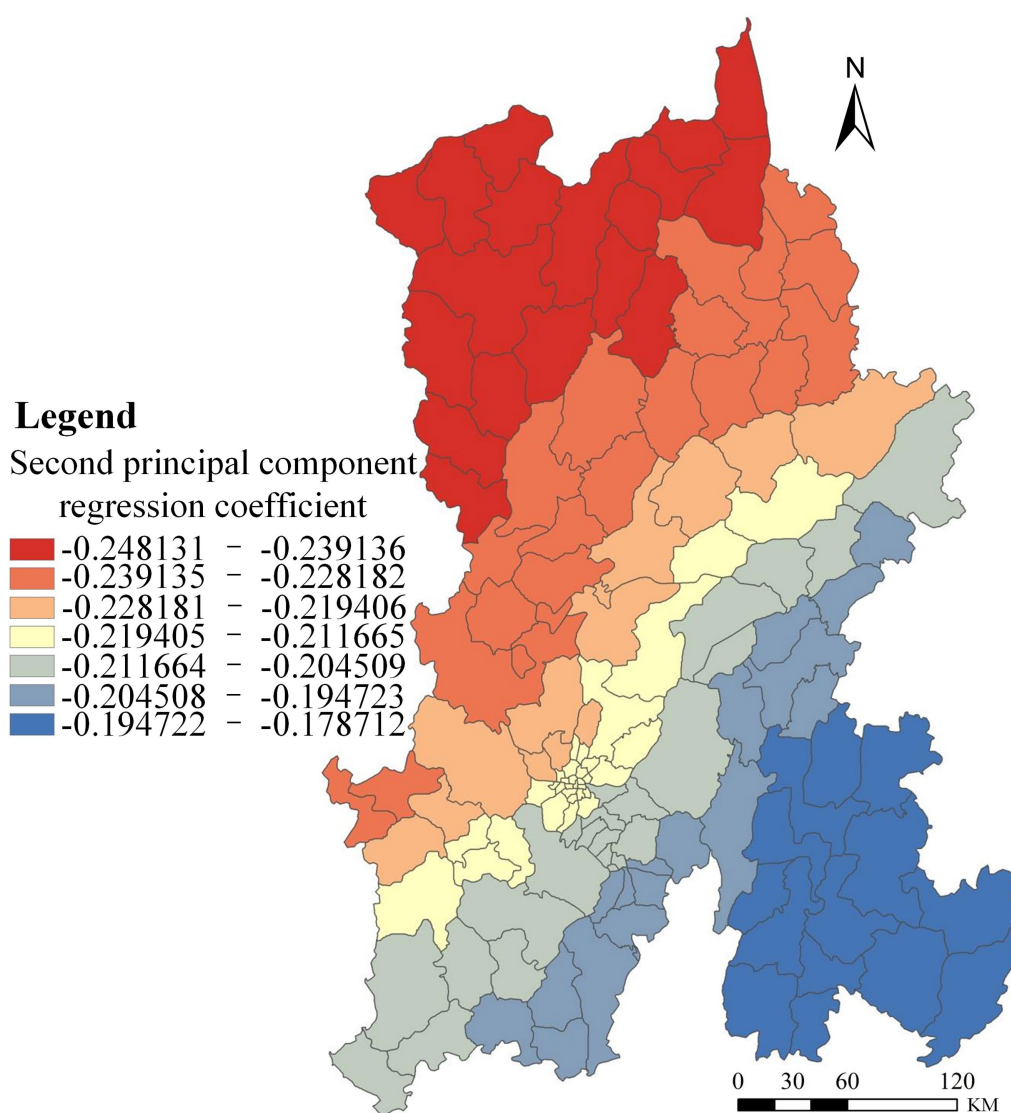 N
Legend
Second principal component
regression coefficient
-0.248131 - -0.239136
-0.239135 - -0.228182
-0.228181 - -0.219406
-0.219405 - -0.211665
-0.211664 - -0.204509
-0.204508 - -0.194723
-0.194722 - -0.178712
0 30 60 120
KM